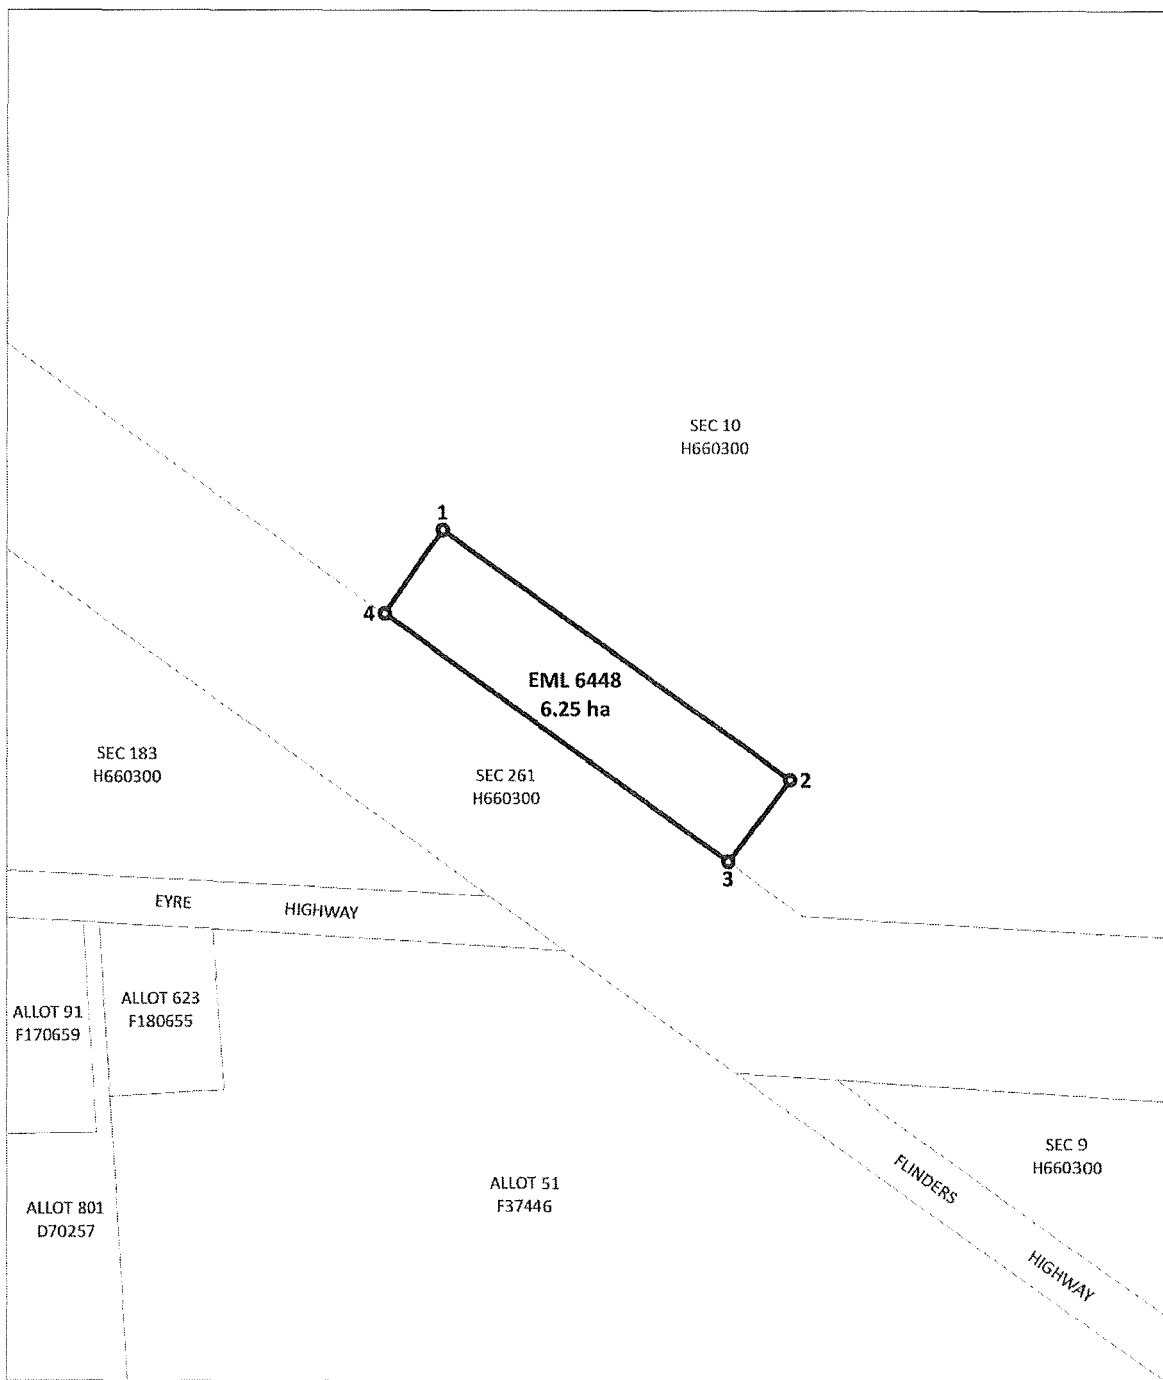 SEC 10
H660300
1
4
EML 6448
6.25 ha
SEC 183
H660300
SEC 261
H660300
2
3
EYRE HIGHWAY
ALLOT 91
F170659
ALLOT 623
F180655
SEC 9
H660300
FLINDERS HIGHWAY
ALLOT 51
F37446
ALLOT 801
D70257